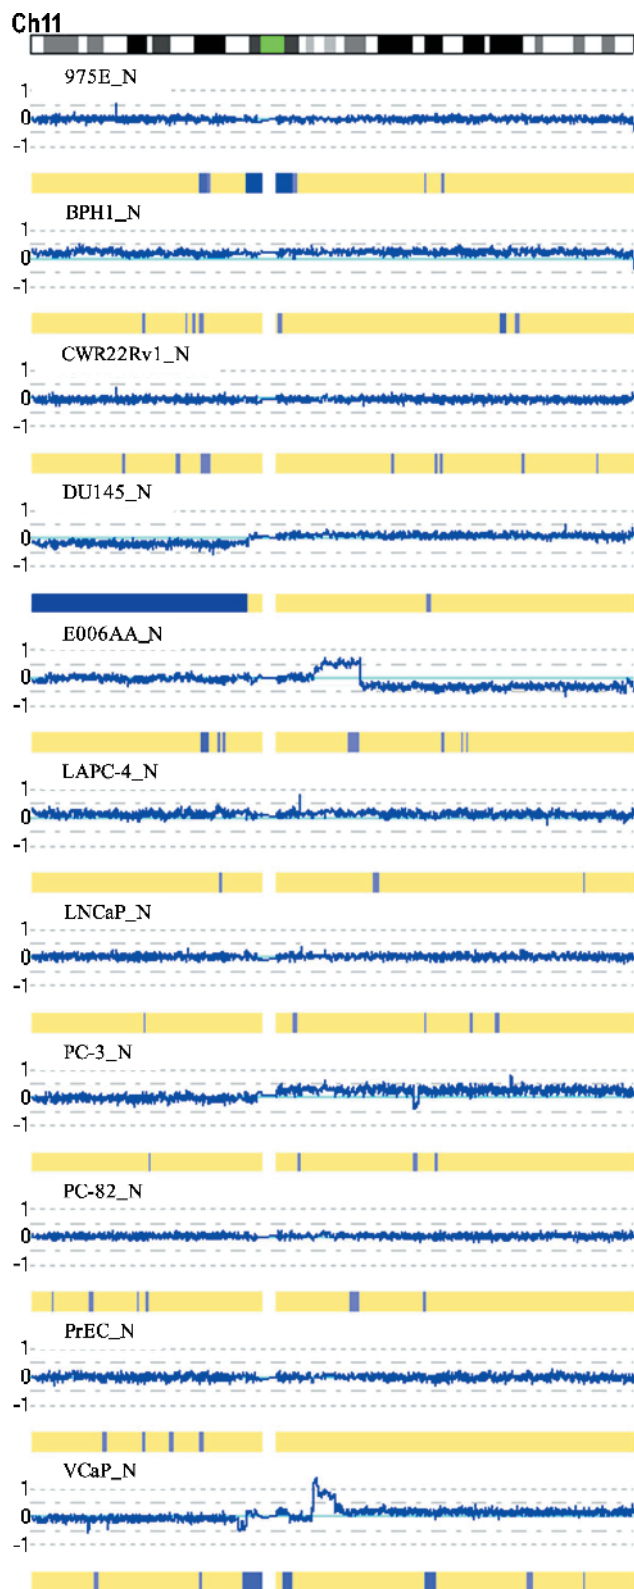 Ch11
975E_N
1
0
-1
BPH1_N
1
0
-1
CWR22Rv1_N
1
0
-1
DU145_N
1
0
-1
E006AA_N
1
0
-1
LAPC-4_N
1
0
-1
LNCaP_N
1
0
-1
PC-3_N
1
0
-1
PC-82_N
1
0
-1
PrEC_N
1
0
-1
VCaP_N
1
0
-1